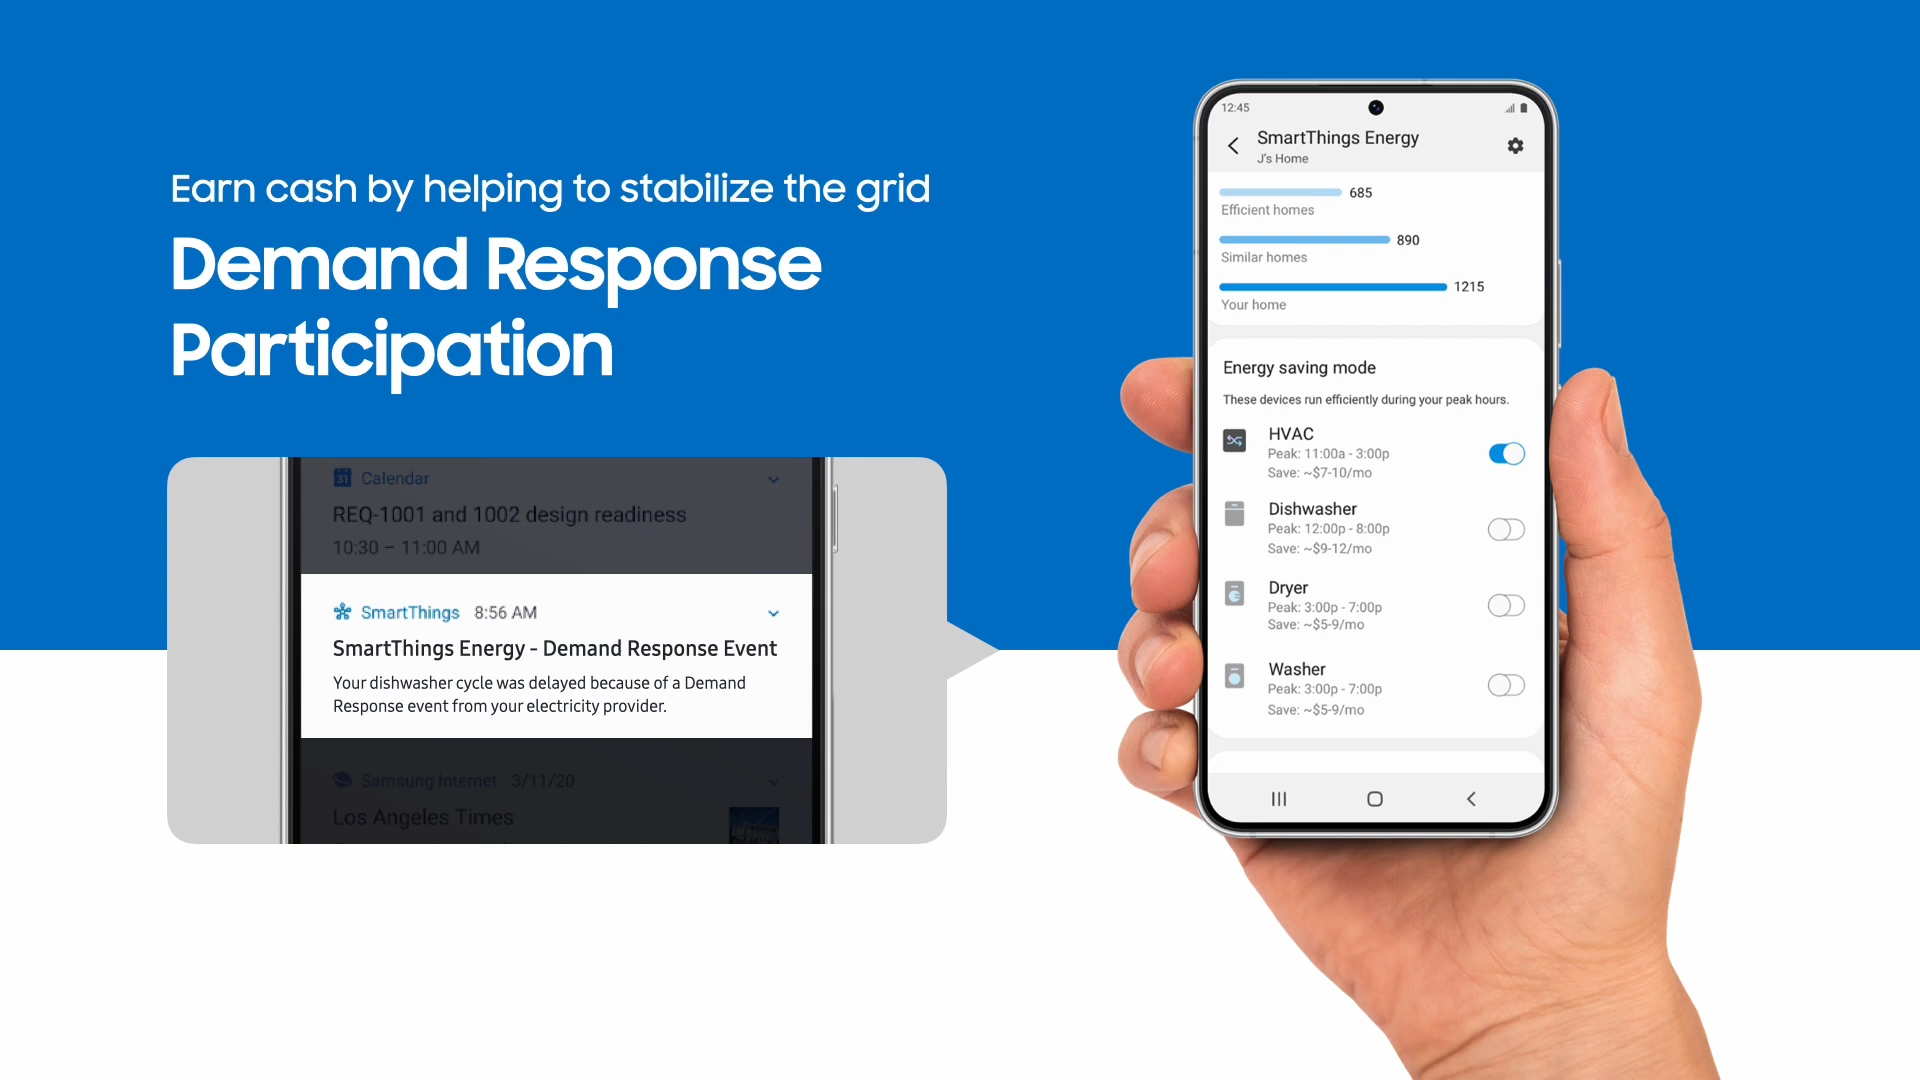 Earn cash by helping to stabilize the grid
Demand Response
Participation
31 Calendar
REQ-1001 and 1002 design readiness
10:30 – 11:00 AM
SmartThings 8:56 AM
SmartThings Energy - Demand Response Event
Your dishwasher cycle was delayed because of a Demand
Response event from your electricity provider.
Samsung Internet 3/11/20
Los Angeles Times
12:45
SmartThings Energy
J's Home
685
Efficient homes
890
Similar homes
1215
Your home
Energy saving mode
These devices run efficiently during your peak hours.
HVAC
Peak: 11:00a - 3:00p
Save: ~$7-10/mo
Dishwasher
Peak: 12:00p - 8:00p
Save: ~$9-12/mo
Dryer
Peak: 3:00p - 7:00p
Save: ~$5-9/mo
Washer
Peak: 3:00p - 7:00p
Save: ~$5-9/mo